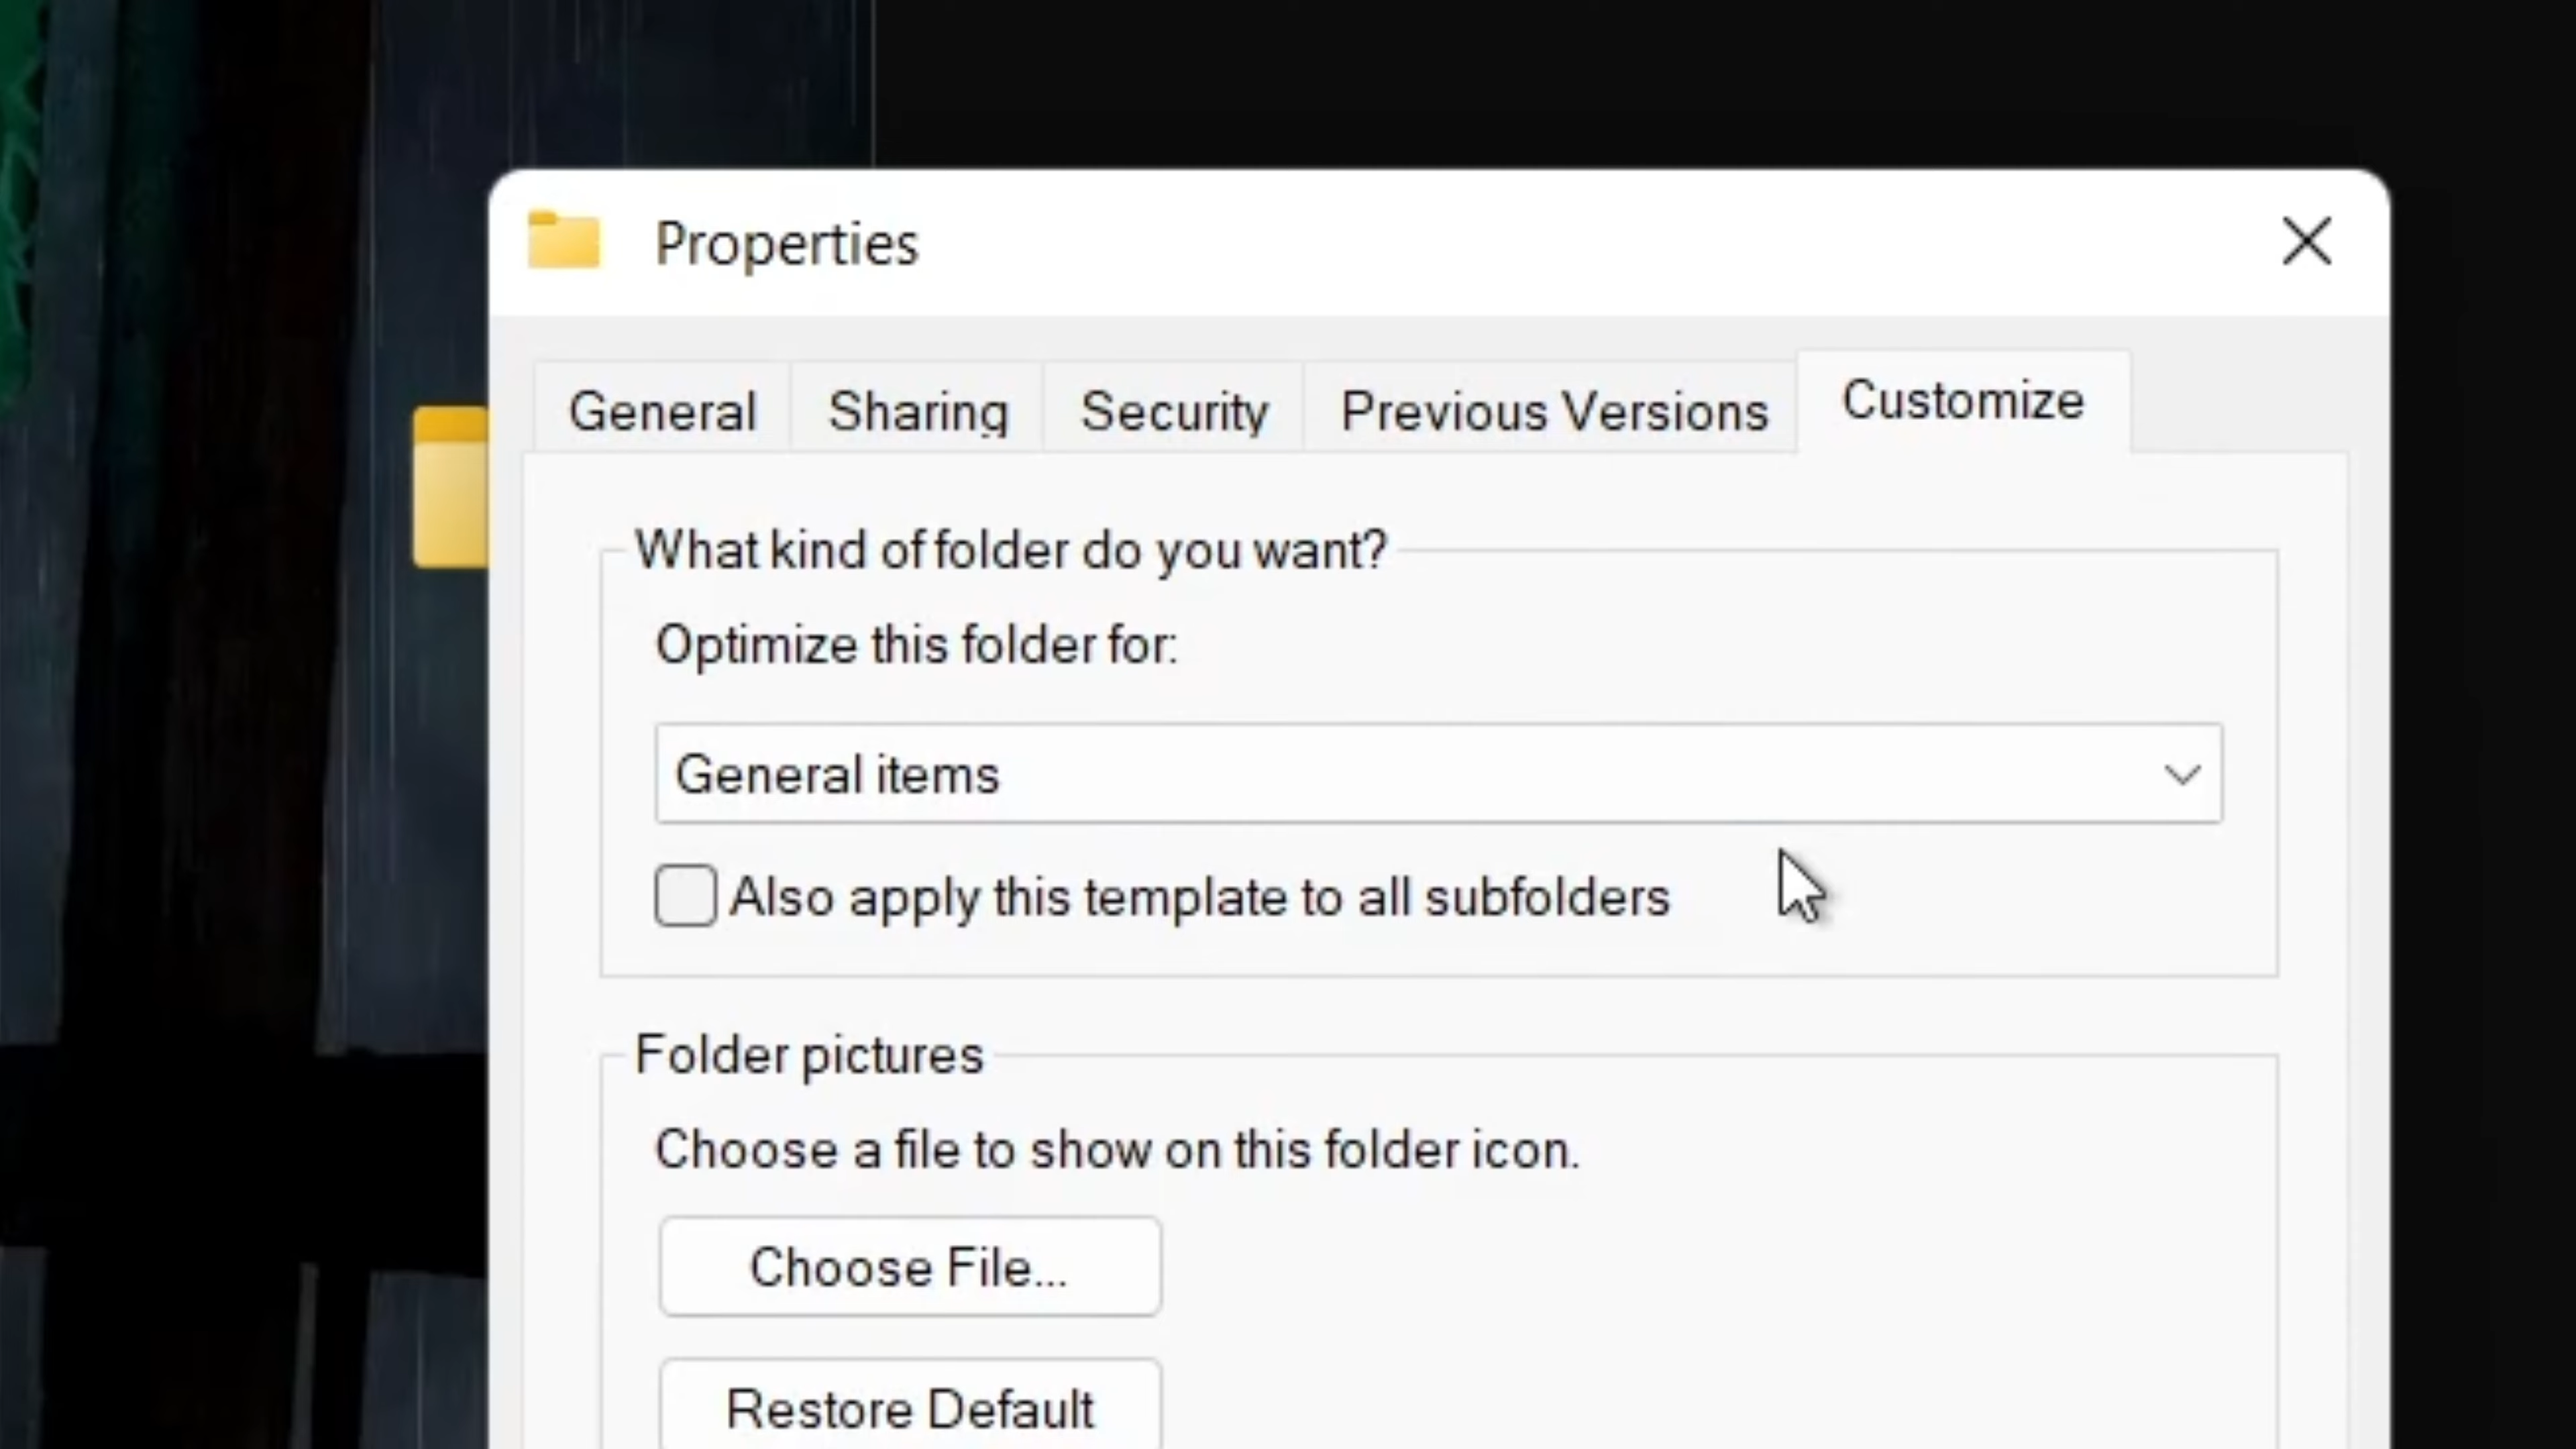 Properties
General Sharing Security Previous Versions Customize
What kind of folder do you want?
Optimize this folder for:
General items
Also apply this template to all subfolders
Folder pictures
Choose a file to show on this folder icon.
Choose File...
Restore Default